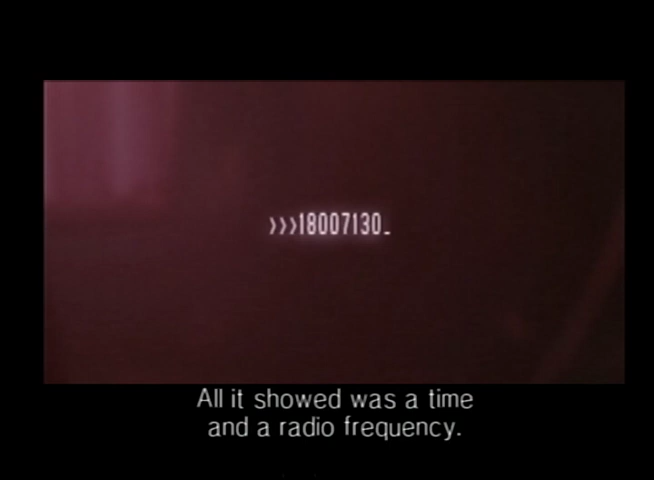 >>>18007130_
All it showed was a time
and a radio frequency.